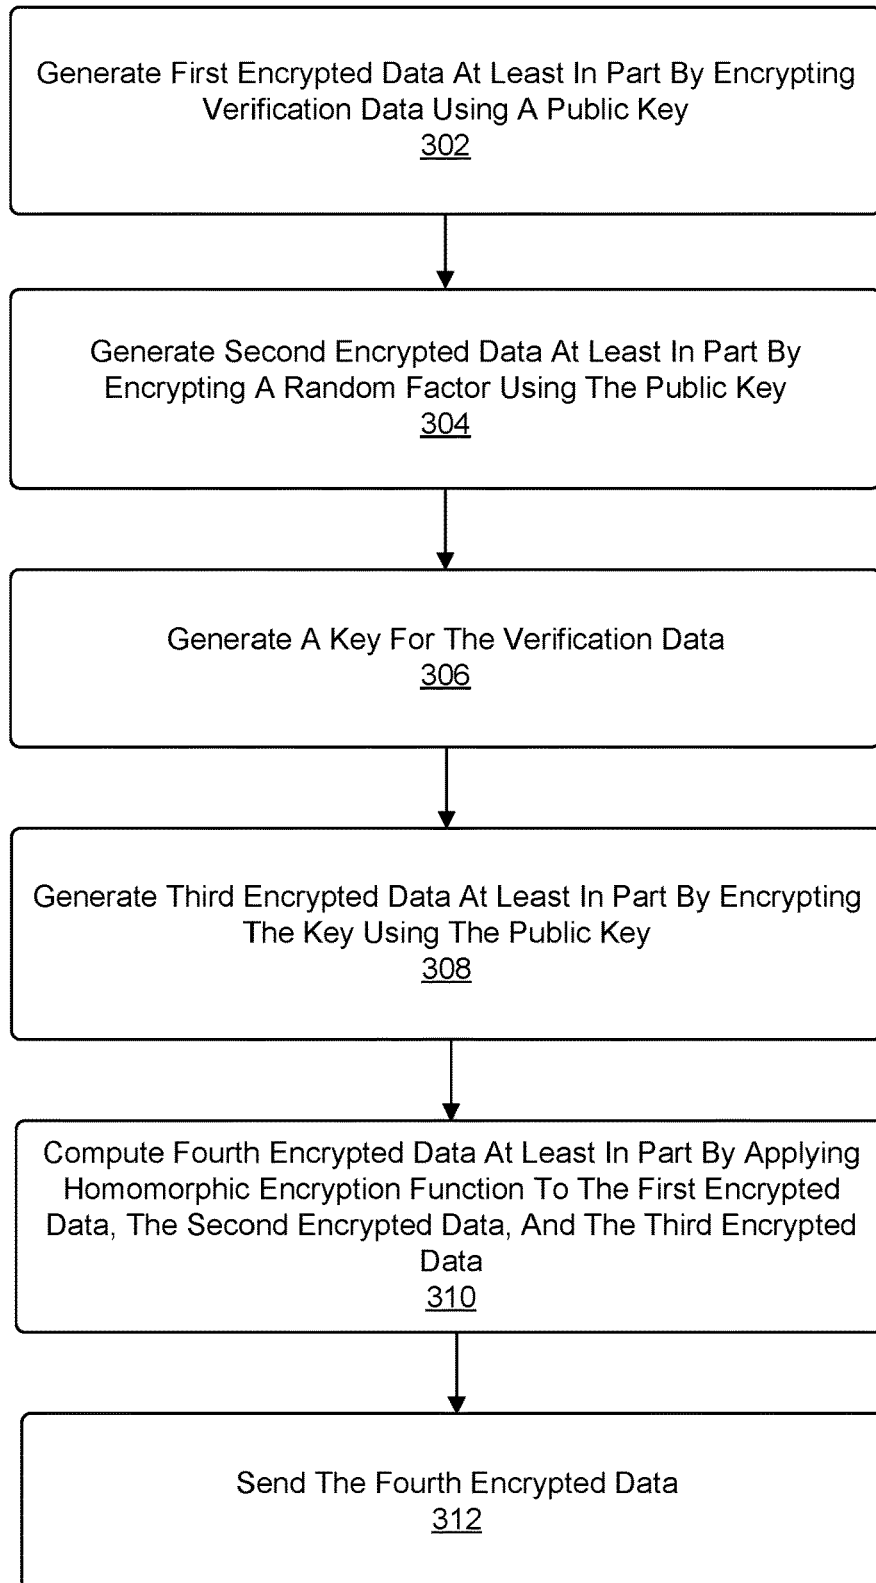 Generate First Encrypted Data At Least In Part By Encrypting
Verification Data Using A Public Key
302
Generate Second Encrypted Data At Least In Part By
Encrypting A Random Factor Using The Public Key
304
Generate A Key For The Verification Data
306
Generate Third Encrypted Data At Least In Part By Encrypting
The Key Using The Public Key
308
Compute Fourth Encrypted Data At Least In Part By Applying
Homomorphic Encryption Function To The First Encrypted
Data, The Second Encrypted Data, And The Third Encrypted
Data
310
Send The Fourth Encrypted Data
312